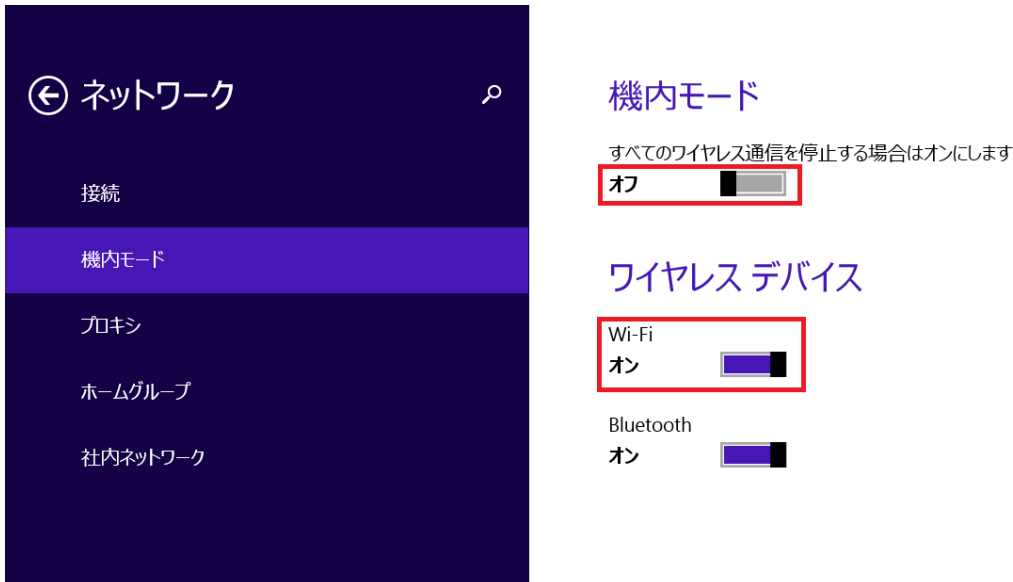 ネットワーク
接続
機内モード
プロキシ
ホームグループ
社内ネットワーク
機内モード
すべてのワイヤレス通信を停止する場合はオンにします
オフ
ワイヤレス デバイス
Wi-Fi
オン
Bluetooth
オン